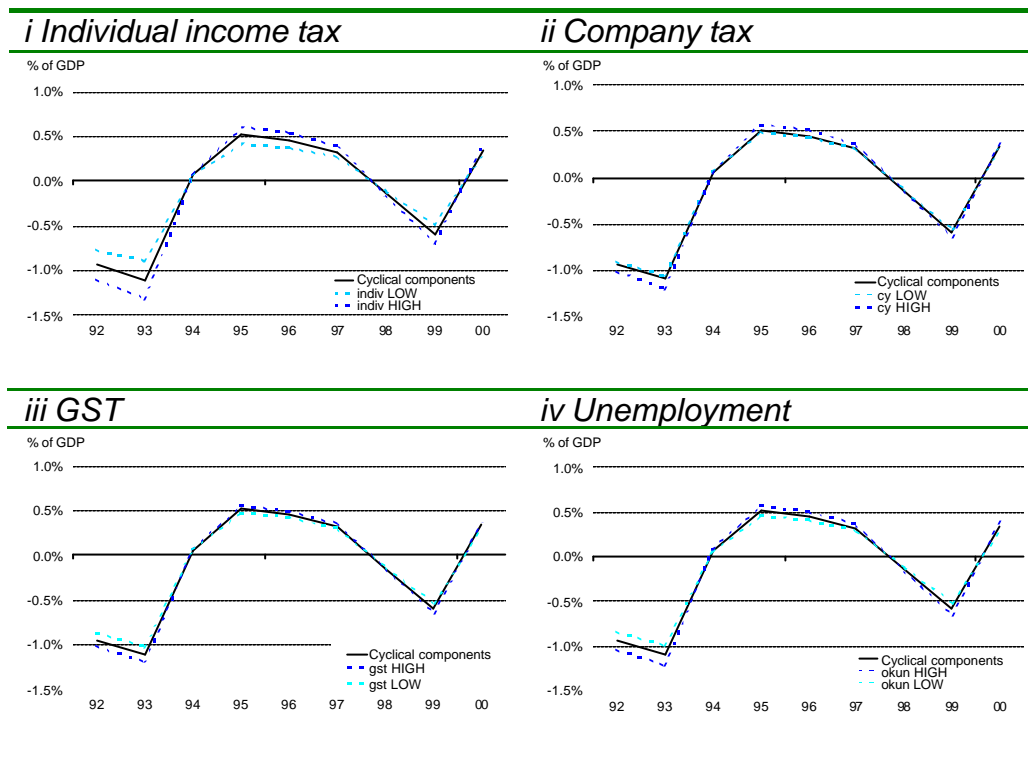 i Individual income tax
% of GDP
1.0%
0.5%
0.0%
-0.5%
-1.0%
-1.5%
Cyclical components
indiv LOW
indiv HIGH
92 93 94 95 96 97 98 99 00
ii Company tax
% of GDP
1.0%
0.5%
0.0%
-0.5%
-1.0%
-1.5%
Cyclical components
cy LOW
cy HIGH
92 93 94 95 96 97 98 99 00
iii GST
% of GDP
1.0%
0.5%
0.0%
-0.5%
-1.0%
-1.5%
Cyclical components
gst HIGH
gst LOW
92 93 94 95 96 97 98 99 00
iv Unemployment
% of GDP
1.0%
0.5%
0.0%
-0.5%
-1.0%
-1.5%
Cyclical components
okun HIGH
okun LOW
92 93 94 95 96 97 98 99 00